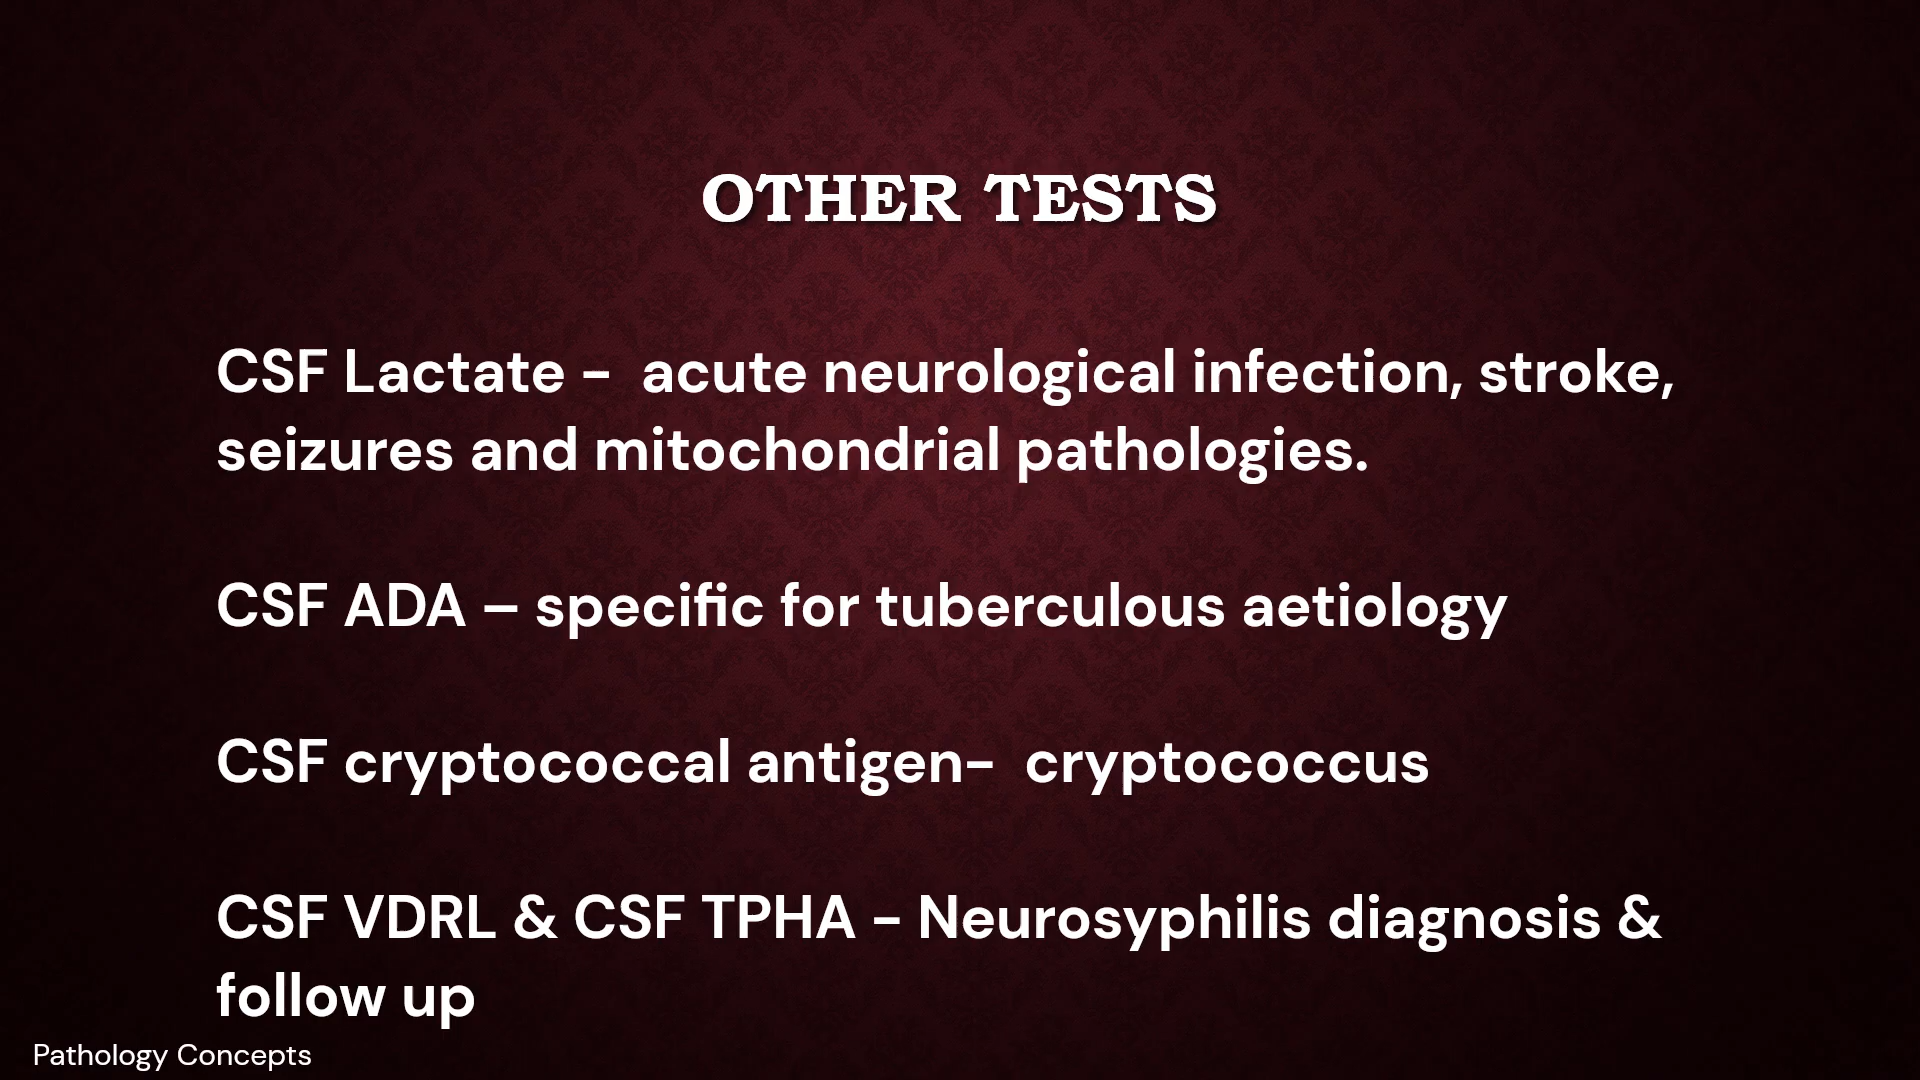 OTHER TESTS
CSF Lactate -  acute neurological infection, stroke,
seizures and mitochondrial pathologies.
CSF ADA – specific for tuberculous aetiology
CSF cryptococcal antigen-  cryptococcus
CSF VDRL & CSF TPHA - Neurosyphilis diagnosis &
follow up
Pathology Concepts